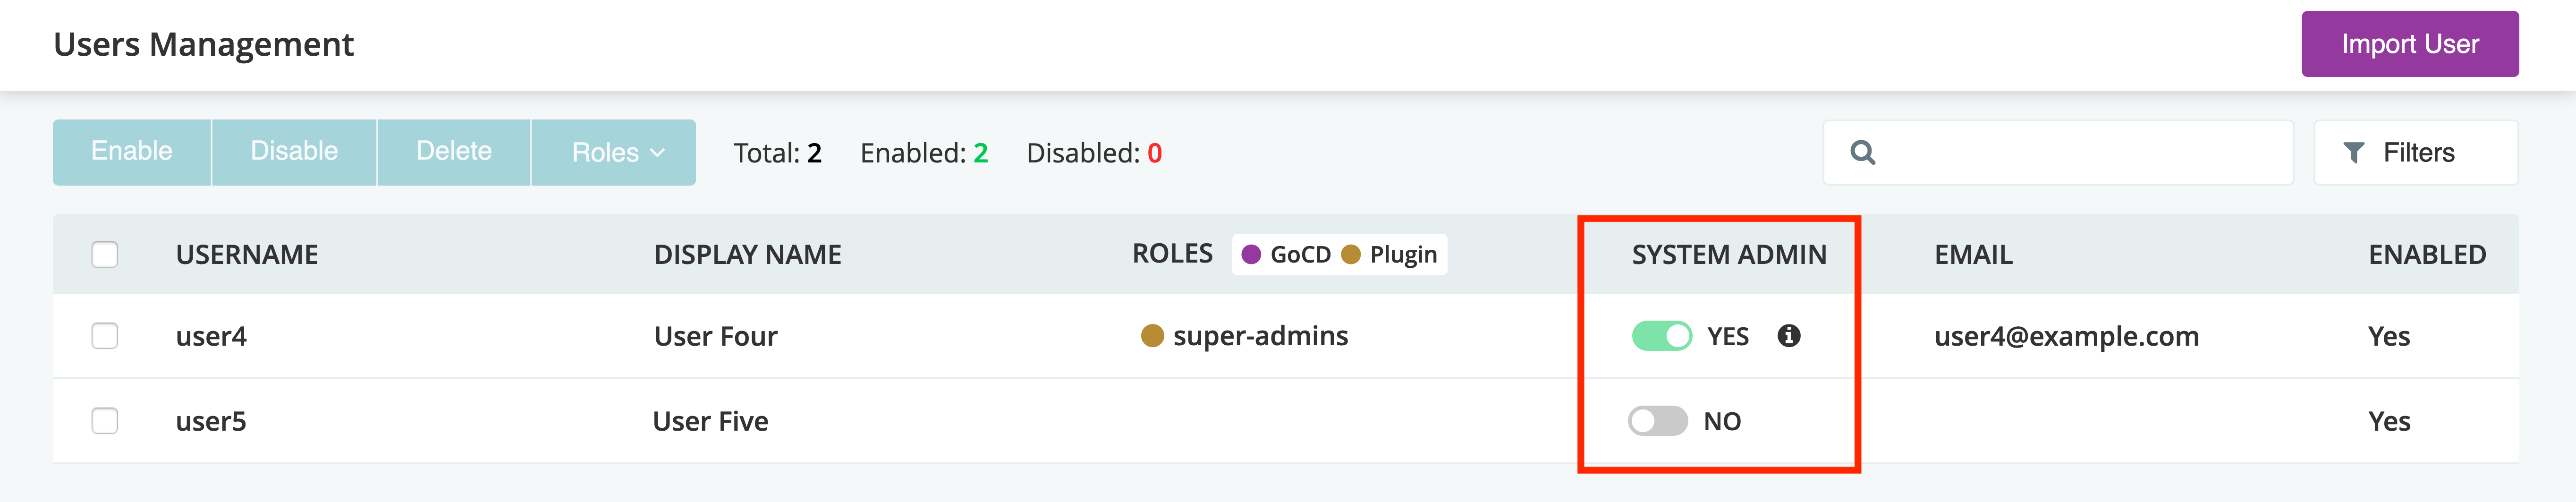 Users Management
Import User
Enable Disable Delete Roles Total: 2 Enabled: 2 Disabled: 0 Filters
USERNAME DISPLAY NAME ROLES GoCD Plugin SYSTEM ADMIN EMAIL ENABLED
user4 User Four super-admins YES user4@example.com Yes
user5 User Five NO Yes